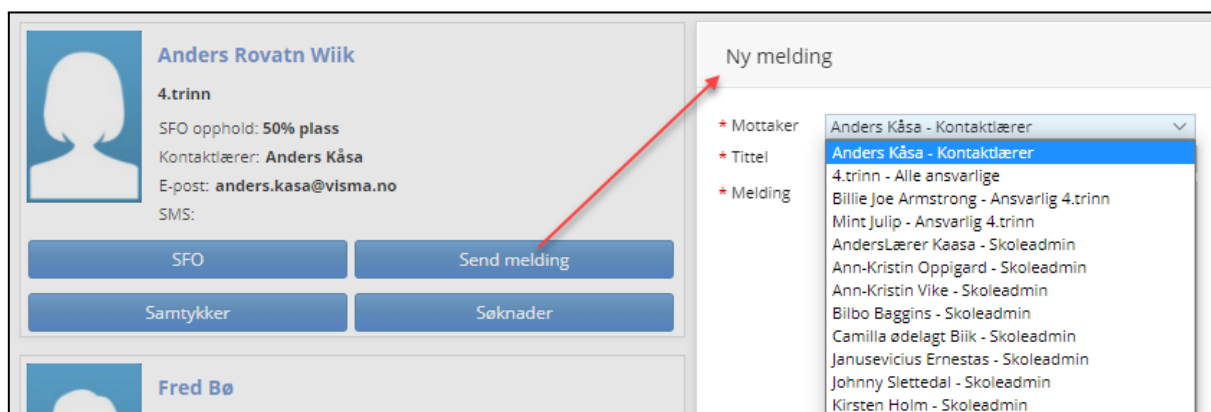 Anders Rovatn Wiik
4.trinn
SFO opphold: 50% plass
Kontaktlærer: Anders Kåsa
E-post: anders.kasa@visma.no
SMS:
SFO
Send melding
Samtykker
Søknader
Fred Bø
Ny melding
* Mottaker
Anders Kåsa - Kontaktlærer
* Tittel
* Melding
Anders Kåsa - Kontaktlærer
4.trinn - Alle ansvarlige
Billie Joe Armstrong - Ansvarlig 4.trinn
Mint Julip - Ansvarlig 4.trinn
AndersLærer Kaasa - Skoleadmin
Ann-Kristin Oppigard - Skoleadmin
Ann-Kristin Vike - Skoleadmin
Bilbo Baggins - Skoleadmin
Camilla ødelagt Biik - Skoleadmin
Janusevicius Ernestas - Skoleadmin
Johnny Slettedal - Skoleadmin
Kirsten Holm - Skoleadmin